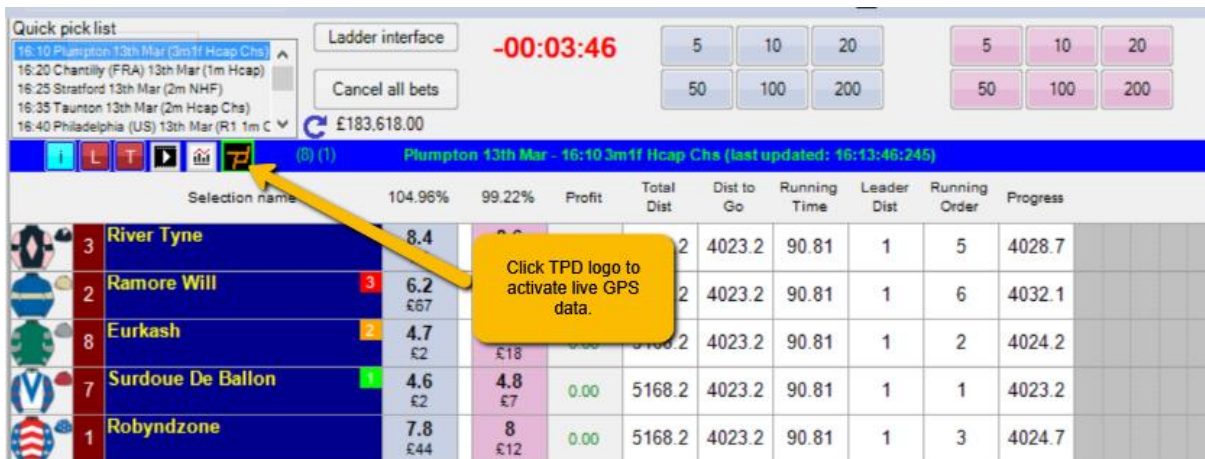 Quick pick list
16:10 Plumpton 13th Mar (3m1f Hcap Chs)
16:20 Chantilly (FRA) 13th Mar (1m Hcap)
16:25 Stratford 13th Mar (2m NHF)
16:35 Taunton 13th Mar (2m Hcap Chs)
16:40 Philadelphia (US) 13th Mar (R1 1m C
Ladder interface
Cancel all bets
£183,618.00
-00:03:46
5 10 20 5 10 20
50 100 200 50 100 200
i L T (8) (1) Plumpton 13th Mar - 16:10 3m1f Hcap Chs (last updated: 16:13:46:245)
Selection name 104.96% 99.22% Profit Total Dist Dist to Go Running Time Leader Dist Running Order Progress
3 River Tyne 8.4 4023.2 90.81 1 5 4028.7
Click TPD logo to
activate live GPS
data.
2 Ramore Will 3 6.2 4023.2 90.81 1 6 4032.1
£67
8 Eurkash 2 4.7 4023.2 90.81 1 2 4024.2
£2 £18
7 Surdoue De Ballon 1 4.6 4.8 0.00 5168.2 4023.2 90.81 1 1 4023.2
£2 £7
1 Robyndzone 7.8 8 0.00 5168.2 4023.2 90.81 1 3 4024.7
£44 £12